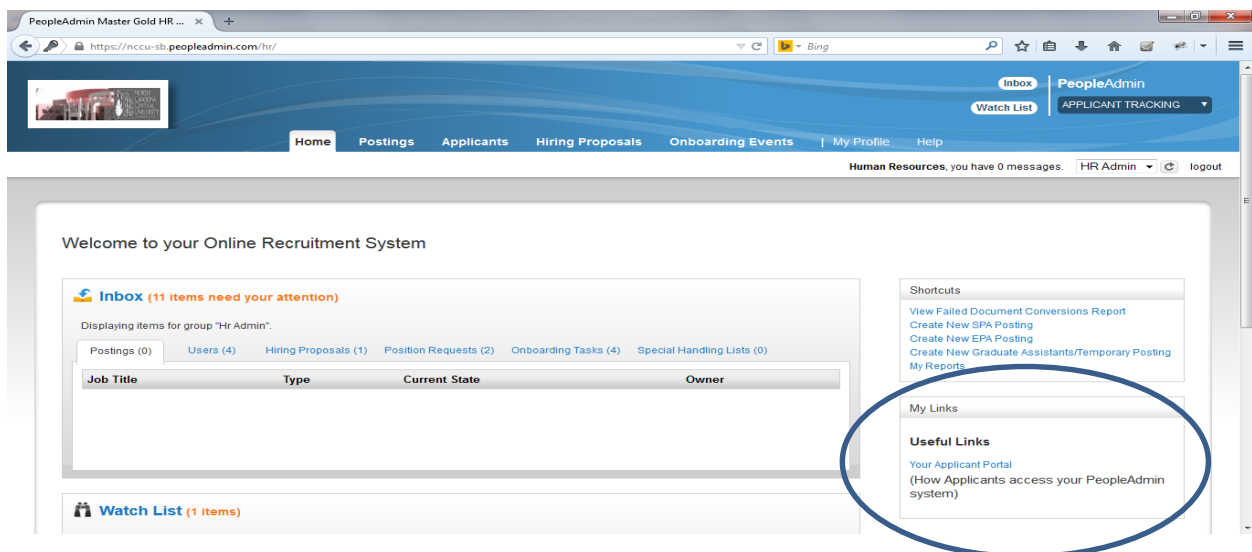 PeopleAdmin Master Gold HR ...
https://nccu-sb.peopleadmin.com/hr/
Bing
Inbox
PeopleAdmin
Watch List
APPLICANT TRACKING
NORTH
CAROLINA
CENTRAL
UNIVERSITY
Home Postings Applicants Hiring Proposals Onboarding Events | My Profile Help
Human Resources, you have 0 messages. HR Admin logout
Welcome to your Online Recruitment System
Inbox (11 items need your attention)
Displaying items for group "Hr Admin".
Postings (0) Users (4) Hiring Proposals (1) Position Requests (2) Onboarding Tasks (4) Special Handling Lists (0)
Job Title Type Current State Owner
Watch List (1 items)
Shortcuts
View Failed Document Conversions Report
Create New SPA Posting
Create New EPA Posting
Create New Graduate Assistants/Temporary Posting
My Reports
My Links
Useful Links
Your Applicant Portal
(How Applicants access your PeopleAdmin
system)